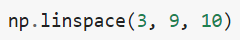 np.linspace(3, 9, 10)